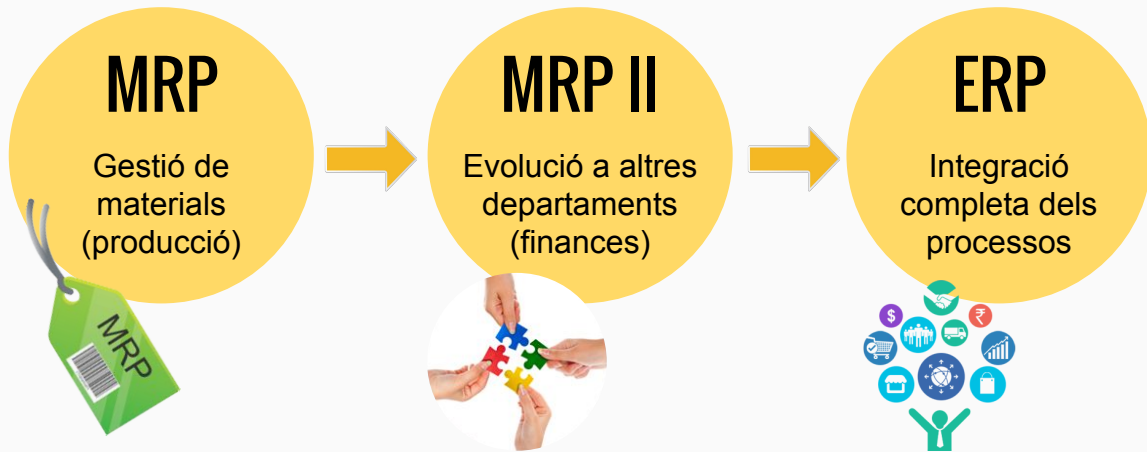 MRP
Gestió de
materials
(producció)
MRP
MRP II
Evolució a altres
departaments
(finances)
ERP
Integració
completa dels
processos
$
₹